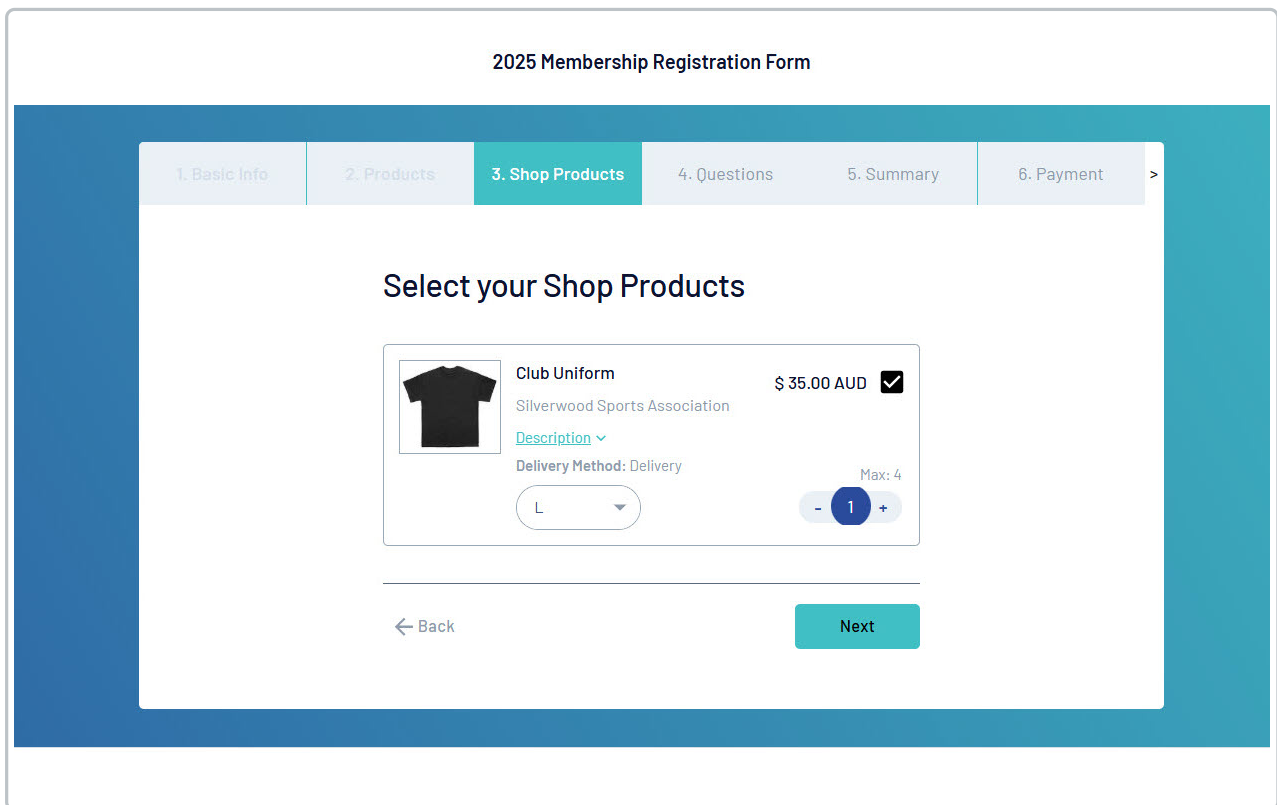 2025 Membership Registration Form
1. Basic Info
2. Products
3. Shop Products
4. Questions
5. Summary
6. Payment
>
Select your Shop Products
Club Uniform
$ 35.00 AUD
Silverwood Sports Association
Description
Delivery Method: Delivery
Max: 4
L
- 1 +
Back
Next